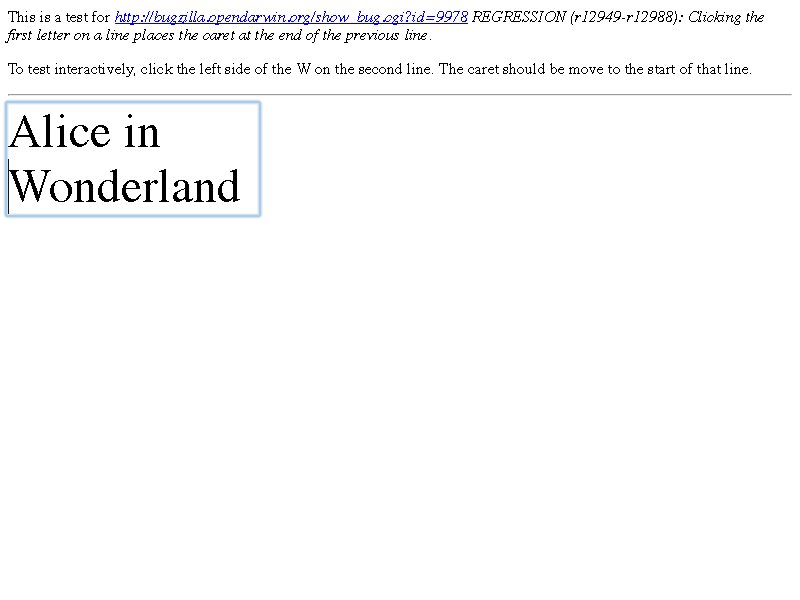 This is a test for http://bugzilla.opendarwin.org/show_bug.cgi?id=9978 REGRESSION (r12949-r12988): Clicking the
first letter on a line places the caret at the end of the previous line.
To test interactively, click the left side of the W on the second line. The caret should be move to the start of that line.
Alice in
Wonderland